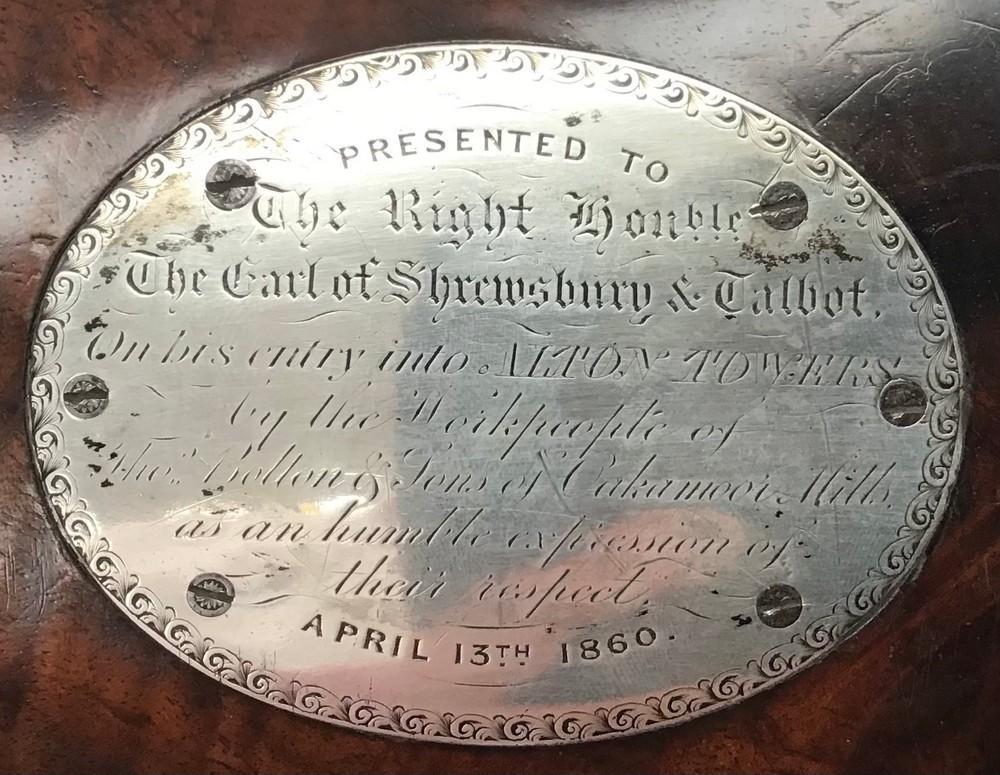 PRESENTED TO
The Right Honble
The Earl of Shrewsbury & Talbot.
On his entry into ALTON TOWERS
by the Workpeople of
Thos. Bolton & Sons of Oakamoor Mills,
as an humble expression of
their respect.
APRIL 13TH 1860.